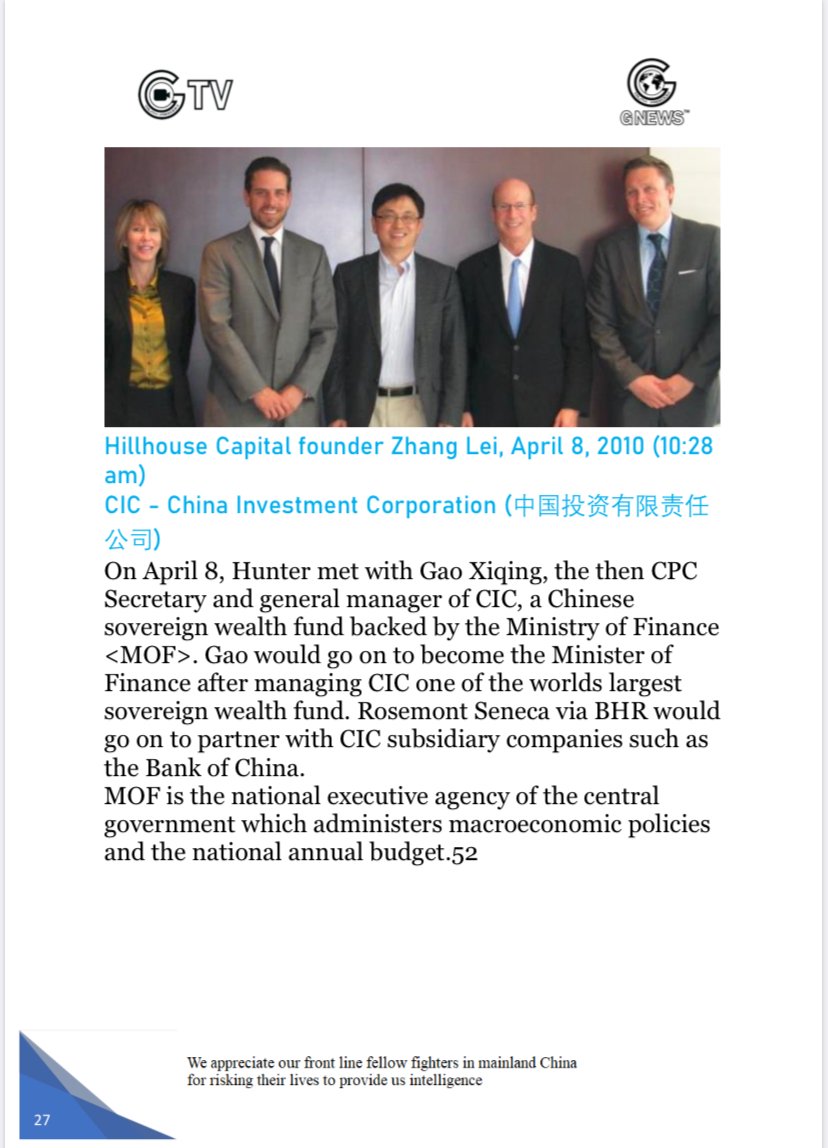 GTV
GNEWS™
Hillhouse Capital founder Zhang Lei, April 8, 2010 (10:28
am)
CIC - China Investment Corporation (中国投资有限责任
公司)
On April 8, Hunter met with Gao Xiqing, the then CPC
Secretary and general manager of CIC, a Chinese
sovereign wealth fund backed by the Ministry of Finance
<MOF>. Gao would go on to become the Minister of
Finance after managing CIC one of the worlds largest
sovereign wealth fund. Rosemont Seneca via BHR would
go on to partner with CIC subsidiary companies such as
the Bank of China.
MOF is the national executive agency of the central
government which administers macroeconomic policies
and the national annual budget.52
We appreciate our front line fellow fighters in mainland China
for risking their lives to provide us intelligence
27